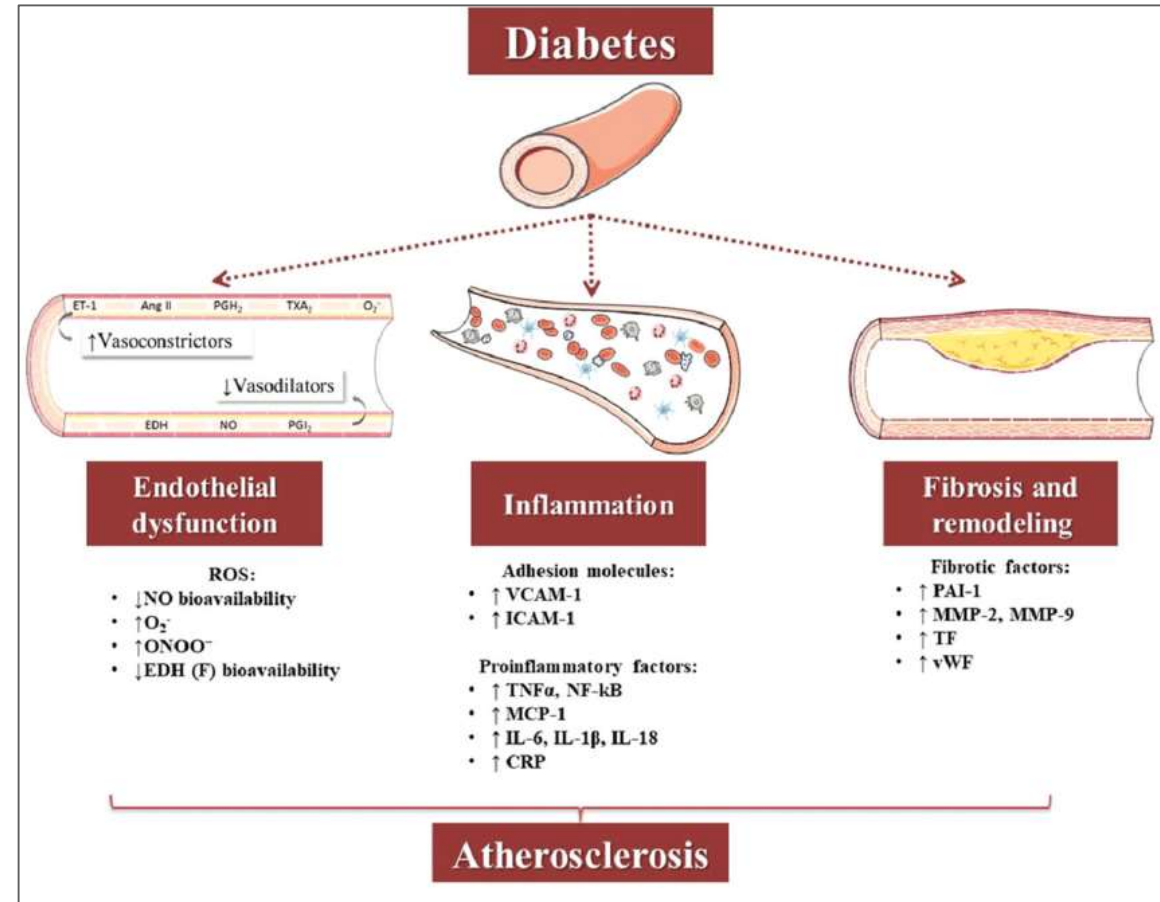 Diabetes
ET-1 Ang II PGH₂ TXA₂ O₂⁻
↑Vasoconstrictors
↓Vasodilators
EDH NO PGI₂
Endothelial
dysfunction
ROS:
• ↓NO bioavailability
• ↑O₂⁻
• ↑ONOO⁻
• ↓EDH (F) bioavailability
Inflammation
Adhesion molecules:
• ↑ VCAM-1
• ↑ ICAM-1
Proinflammatory factors:
• ↑ TNFα, NF-kB
• ↑ MCP-1
• ↑ IL-6, IL-1β, IL-18
• ↑ CRP
Fibrosis and
remodeling
Fibrotic factors:
• ↑ PAI-1
• ↑ MMP-2, MMP-9
• ↑ TF
• ↑ vWF
Atherosclerosis